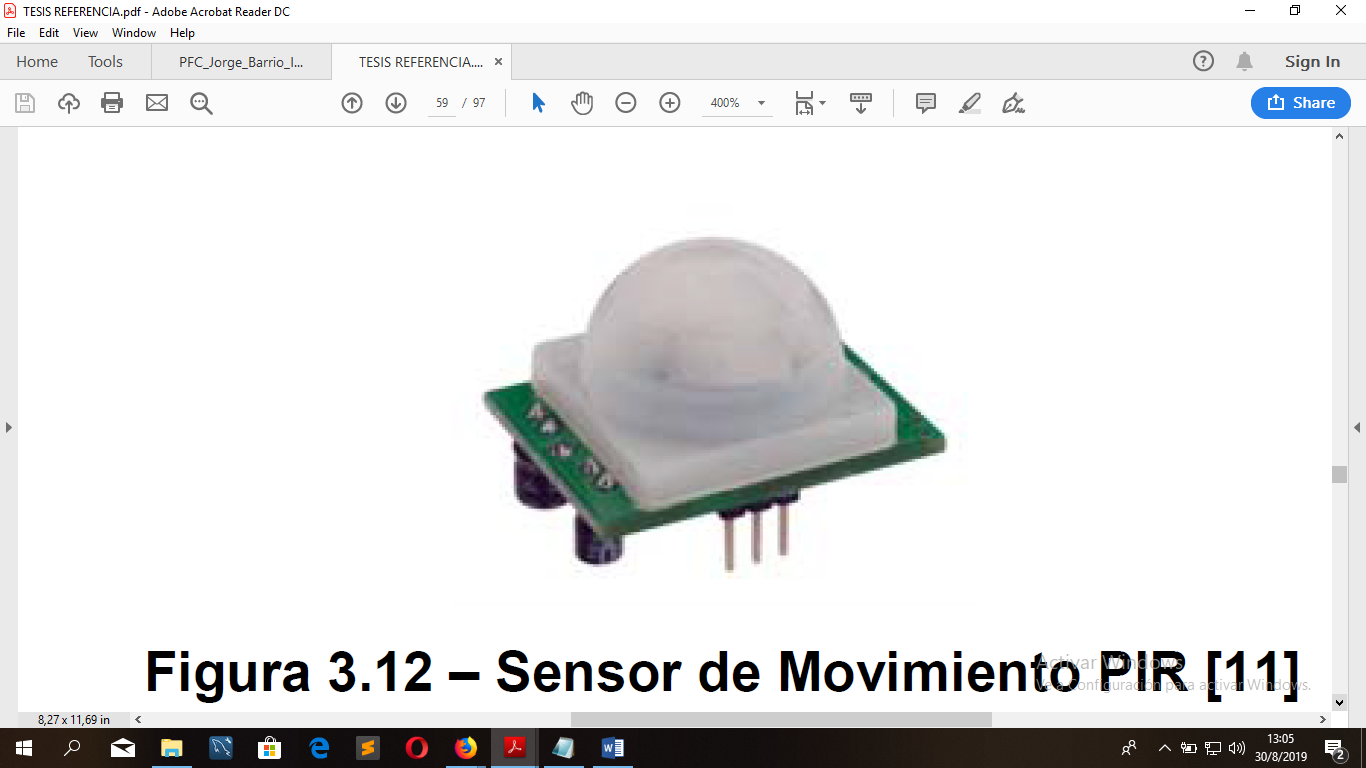 TESIS REFERENCIA.pdf - Adobe Acrobat Reader DC
File Edit View Window Help
Home Tools PFC_Jorge_Barrio_I... TESIS REFERENCIA.... × Sign In
59 / 97 400% Share
Figura 3.12 – Sensor de Movimiento PIR [11]
Activar Windows
Ve a Configuración para activar Windows.
8,27 x 11,69 in
13:05
30/8/2019
2